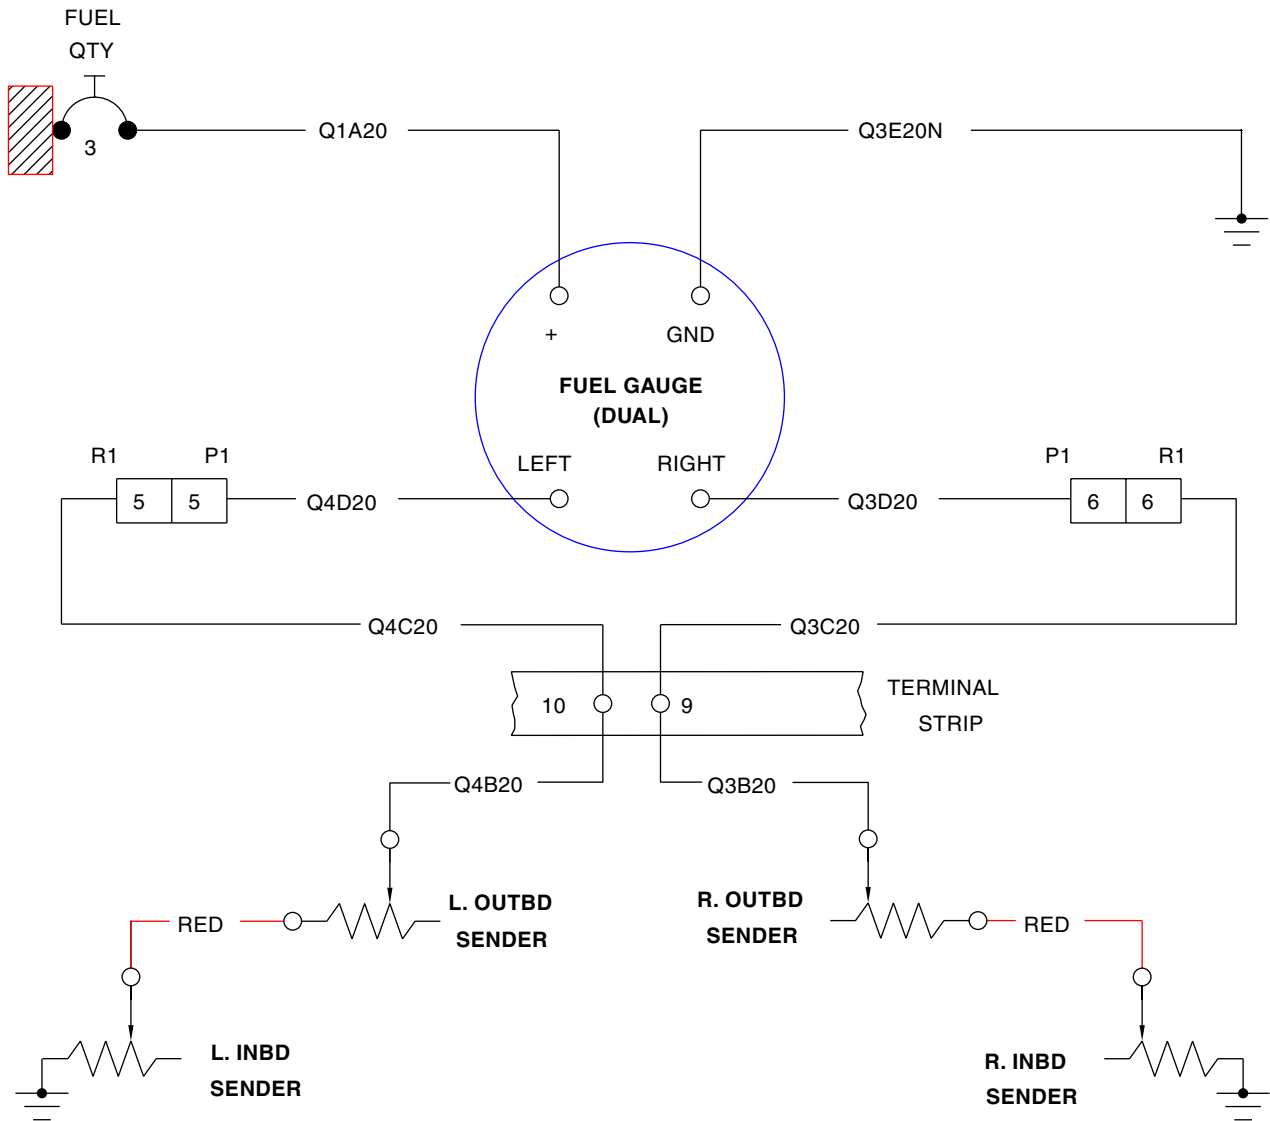 FUEL
QTY
3
Q1A20
Q3E20N
+
GND
FUEL GAUGE
(DUAL)
LEFT
RIGHT
R1
P1
5
5
Q4D20
Q3D20
P1
R1
6
6
Q4C20
Q3C20
10
9
TERMINAL
STRIP
Q4B20
Q3B20
L. OUTBD
SENDER
R. OUTBD
SENDER
RED
RED
L. INBD
SENDER
R. INBD
SENDER